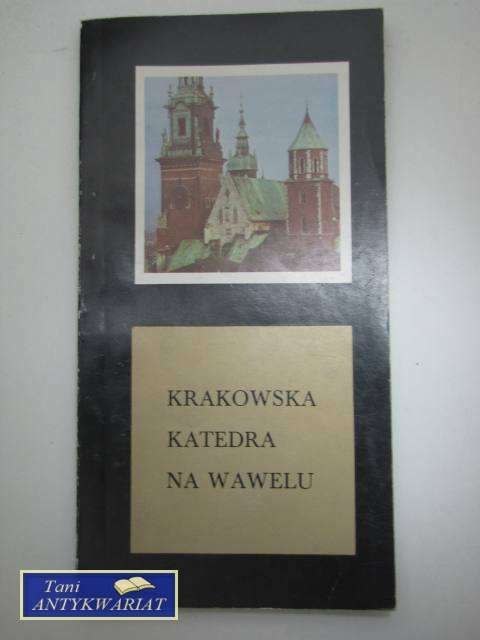 KRAKOWSKA
KATEDRA
NA WAWELU
Tani
ANTYKWARIAT